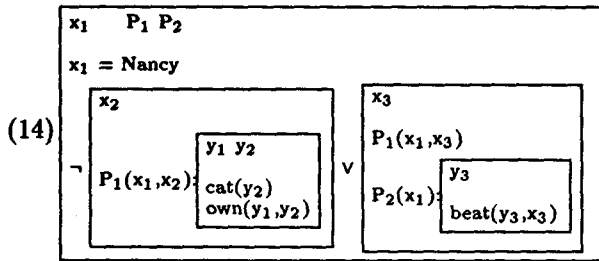 x₁ P₁ P₂
x₁ = Nancy
(14)
¬
x₂
P₁(x₁,x₂):
y₁ y₂
cat(y₂)
own(y₁,y₂)
∨
x₃
P₁(x₁,x₃)
P₂(x₁):
y₃
beat(y₃,x₃)